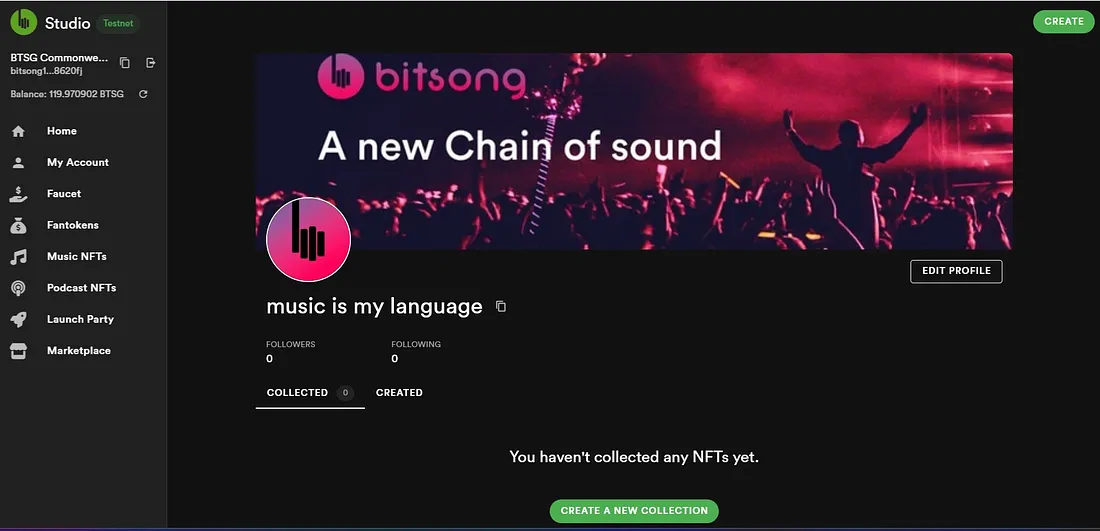 Studio Testnet
CREATE
BTSG Commonwe...
bitsong1...8620fj
Balance: 119.970902 BTSG
Home
My Account
Faucet
Fantokens
Music NFTs
Podcast NFTs
Launch Party
Marketplace
bitsong
A new Chain of sound
EDIT PROFILE
music is my language
FOLLOWERS FOLLOWING
0 0
COLLECTED 0 CREATED
You haven't collected any NFTs yet.
CREATE A NEW COLLECTION